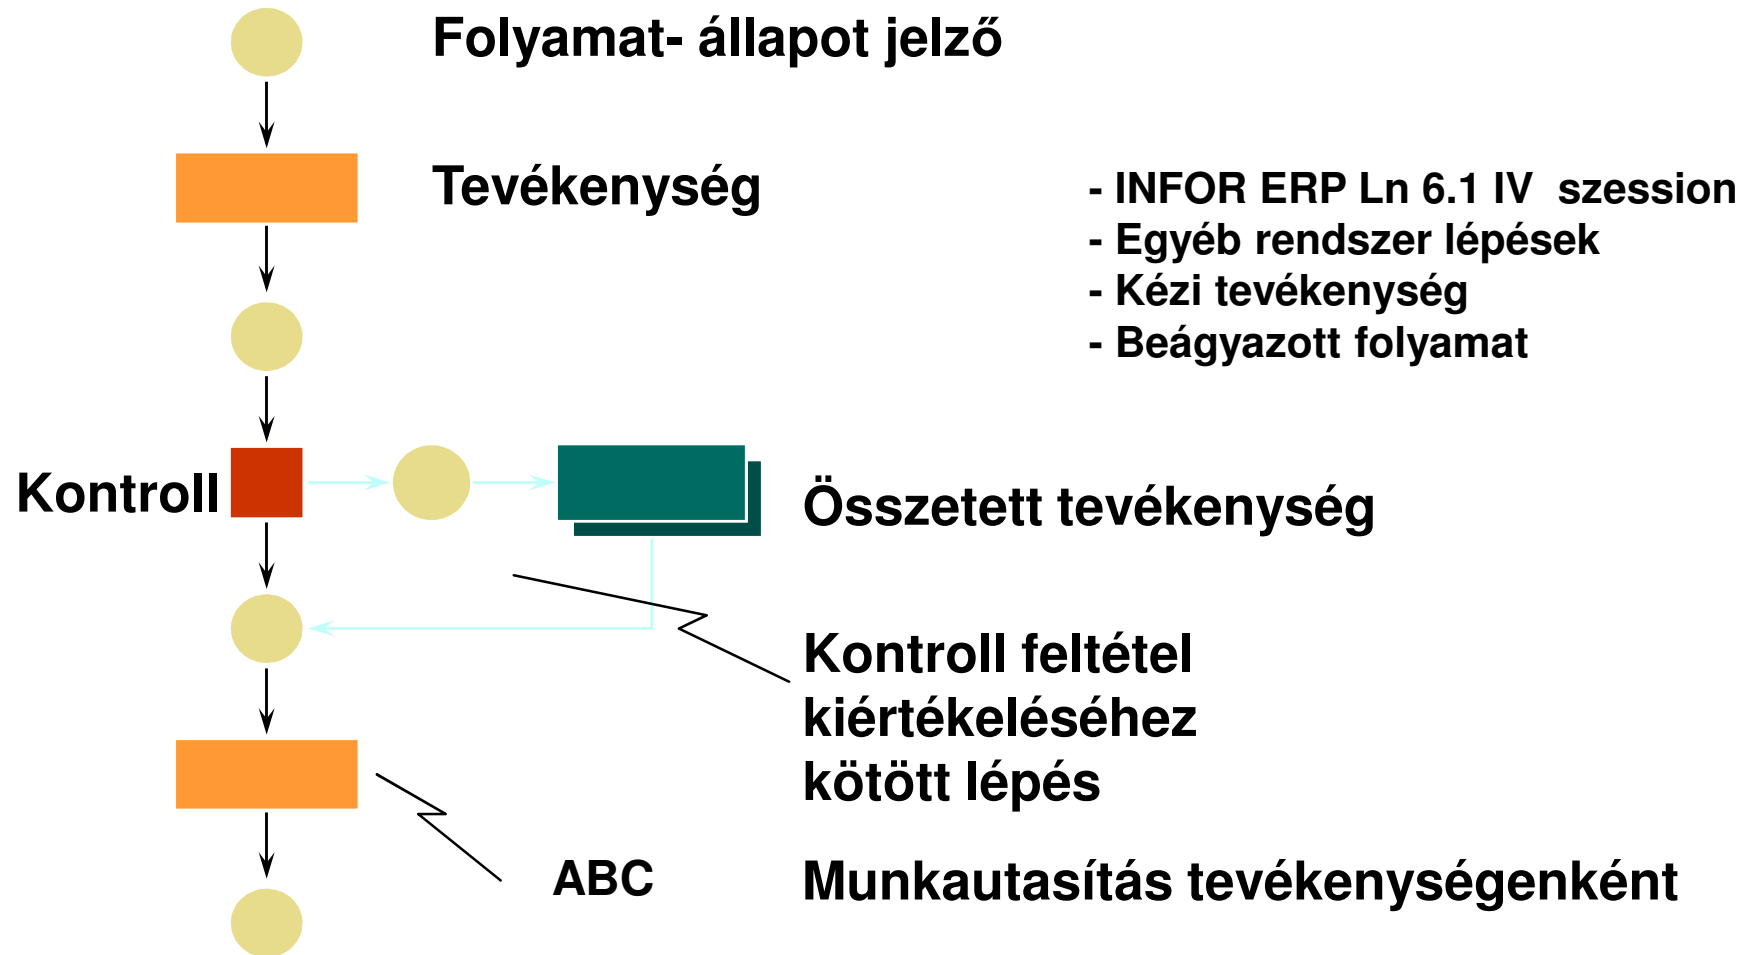 Folyamat- állapot jelző
Tevékenység
- INFOR ERP Ln 6.1 IV  szession
- Egyéb rendszer lépések
- Kézi tevékenység
- Beágyazott folyamat
Kontroll
Összetett tevékenység
Kontroll feltétel
kiértékeléséhez
kötött lépés
ABC
Munkautasítás tevékenységenként